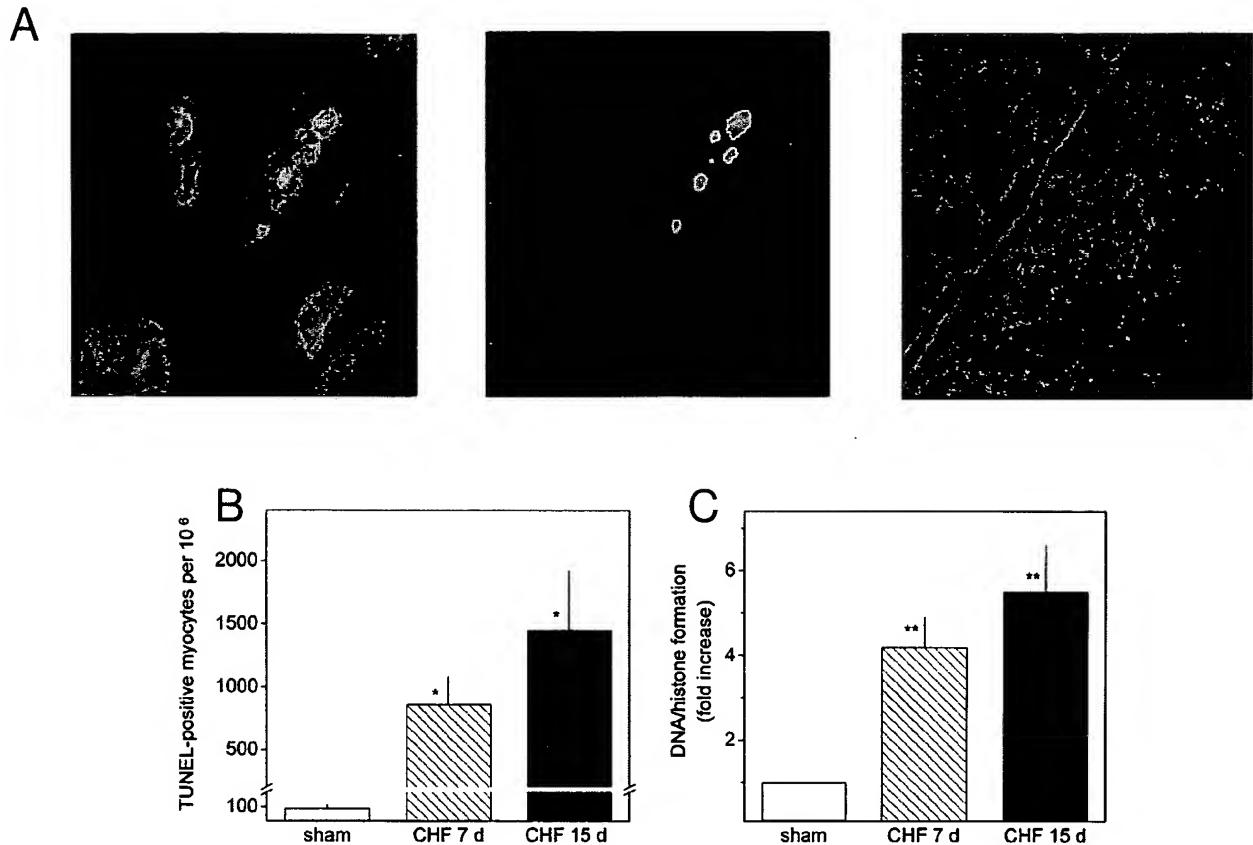 A
B
TUNEL-positive myocytes per 10⁶
2000
1500
1000
500
100
*
*
sham
CHF 7 d
CHF 15 d
C
DNA/histone formation
(fold increase)
6
4
2
**
**
sham
CHF 7 d
CHF 15 d